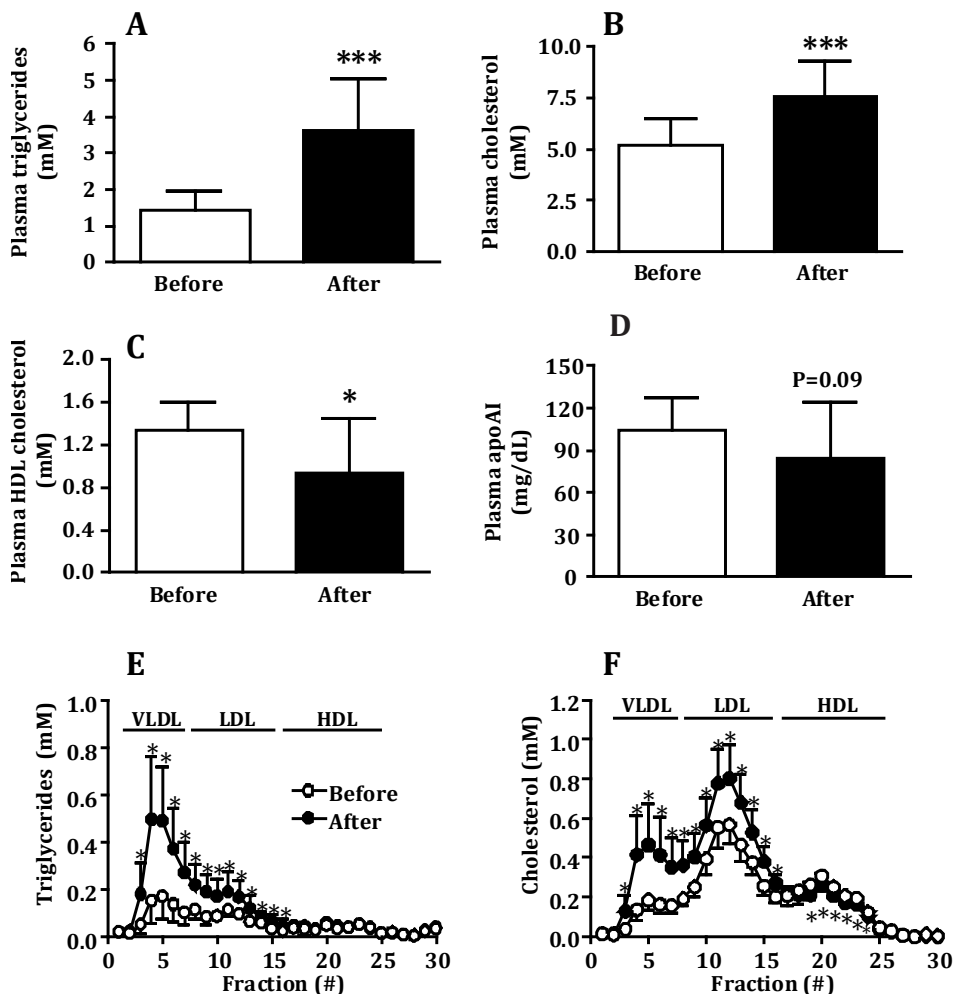 A
Plasma triglycerides
(mM)
6
5
4
3
2
1
0
***
Before
After
B
Plasma cholesterol
(mM)
10.0
7.5
5.0
2.5
0.0
***
Before
After
C
Plasma HDL cholesterol
(mM)
2.0
1.6
1.2
0.8
0.4
0.0
*
Before
After
D
Plasma apoAI
(mg/dL)
150
120
90
60
30
0
P=0.09
Before
After
E
Triglycerides (mM)
1.0
0.8
0.6
0.4
0.2
0.0
VLDL
LDL
HDL
* * * * * * * * * * * * * *
Before
After
0 5 10 15 20 25 30
Fraction (#)
F
Cholesterol (mM)
1.2
1.0
0.8
0.6
0.4
0.2
0.0
VLDL
LDL
HDL
* * * * * * * * * * * * * *
* * * * * *
0 5 10 15 20 25 30
Fraction (#)